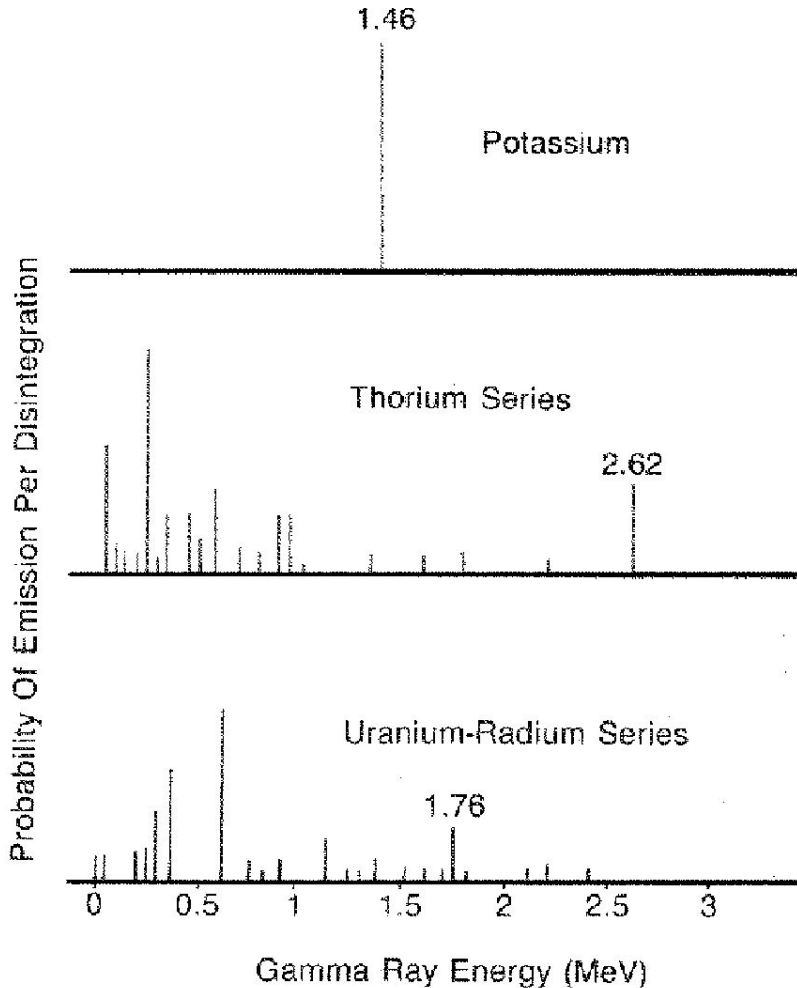 1.46
Potassium
Probability Of Emission Per Disintegration
Thorium Series
2.62
Uranium-Radium Series
1.76
0 0.5 1 1.5 2 2.5 3
Gamma Ray Energy (MeV)